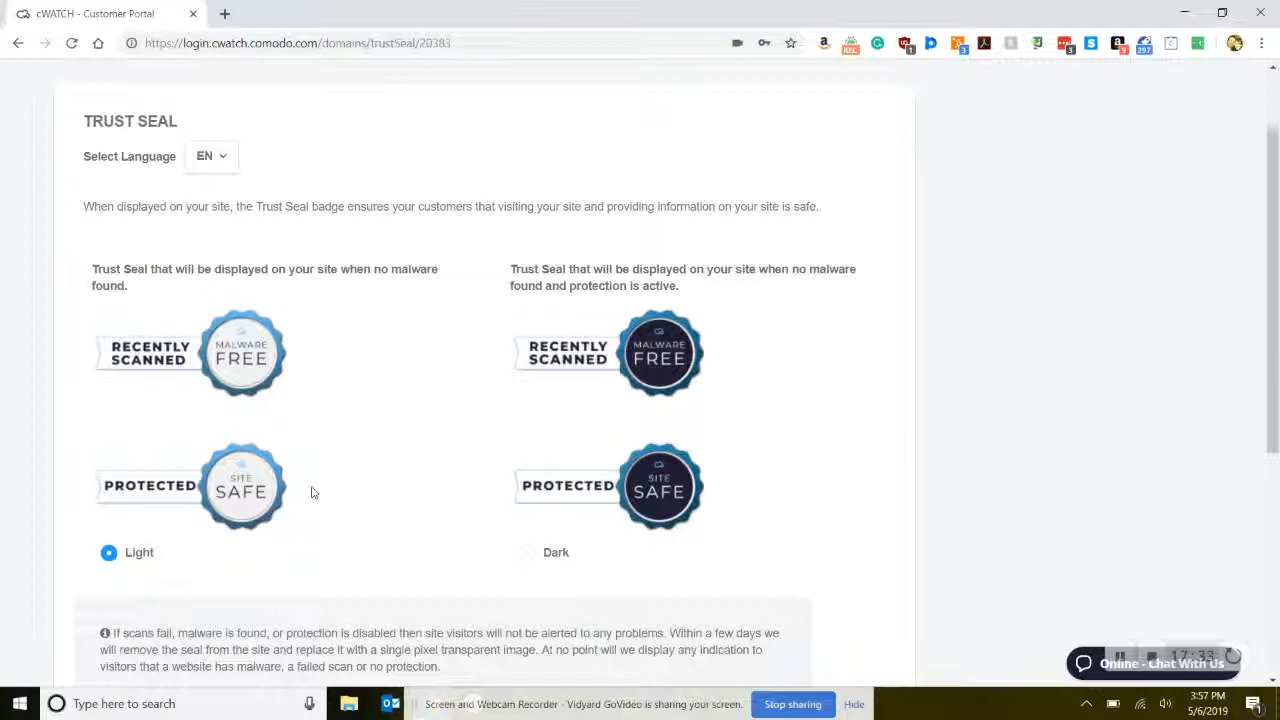 cWATCH - Customer Portal
https://login.cwatch.comodo.com/domains/trustSeal/20383
REC
1
3
3
9
297
TRUST SEAL
Select Language EN
When displayed on your site, the Trust Seal badge ensures your customers that visiting your site and providing information on your site is safe.
Trust Seal that will be displayed on your site when no malware
found.
Trust Seal that will be displayed on your site when no malware
found and protection is active.
RECENTLY
SCANNED
MALWARE
FREE
RECENTLY
SCANNED
MALWARE
FREE
PROTECTED
SITE
SAFE
PROTECTED
SITE
SAFE
Light
Dark
If scans fail, malware is found, or protection is disabled then site visitors will not be alerted to any problems. Within a few days we
will remove the seal from the site and replace it with a single pixel transparent image. At no point will we display any indication to
visitors that a website has malware, a failed scan or no protection.
17:33
Online - Chat With Us
Type here to search
Screen and Webcam Recorder - Vidyard GoVideo is sharing your screen.
Stop sharing
Hide
3:57 PM
5/6/2019
1